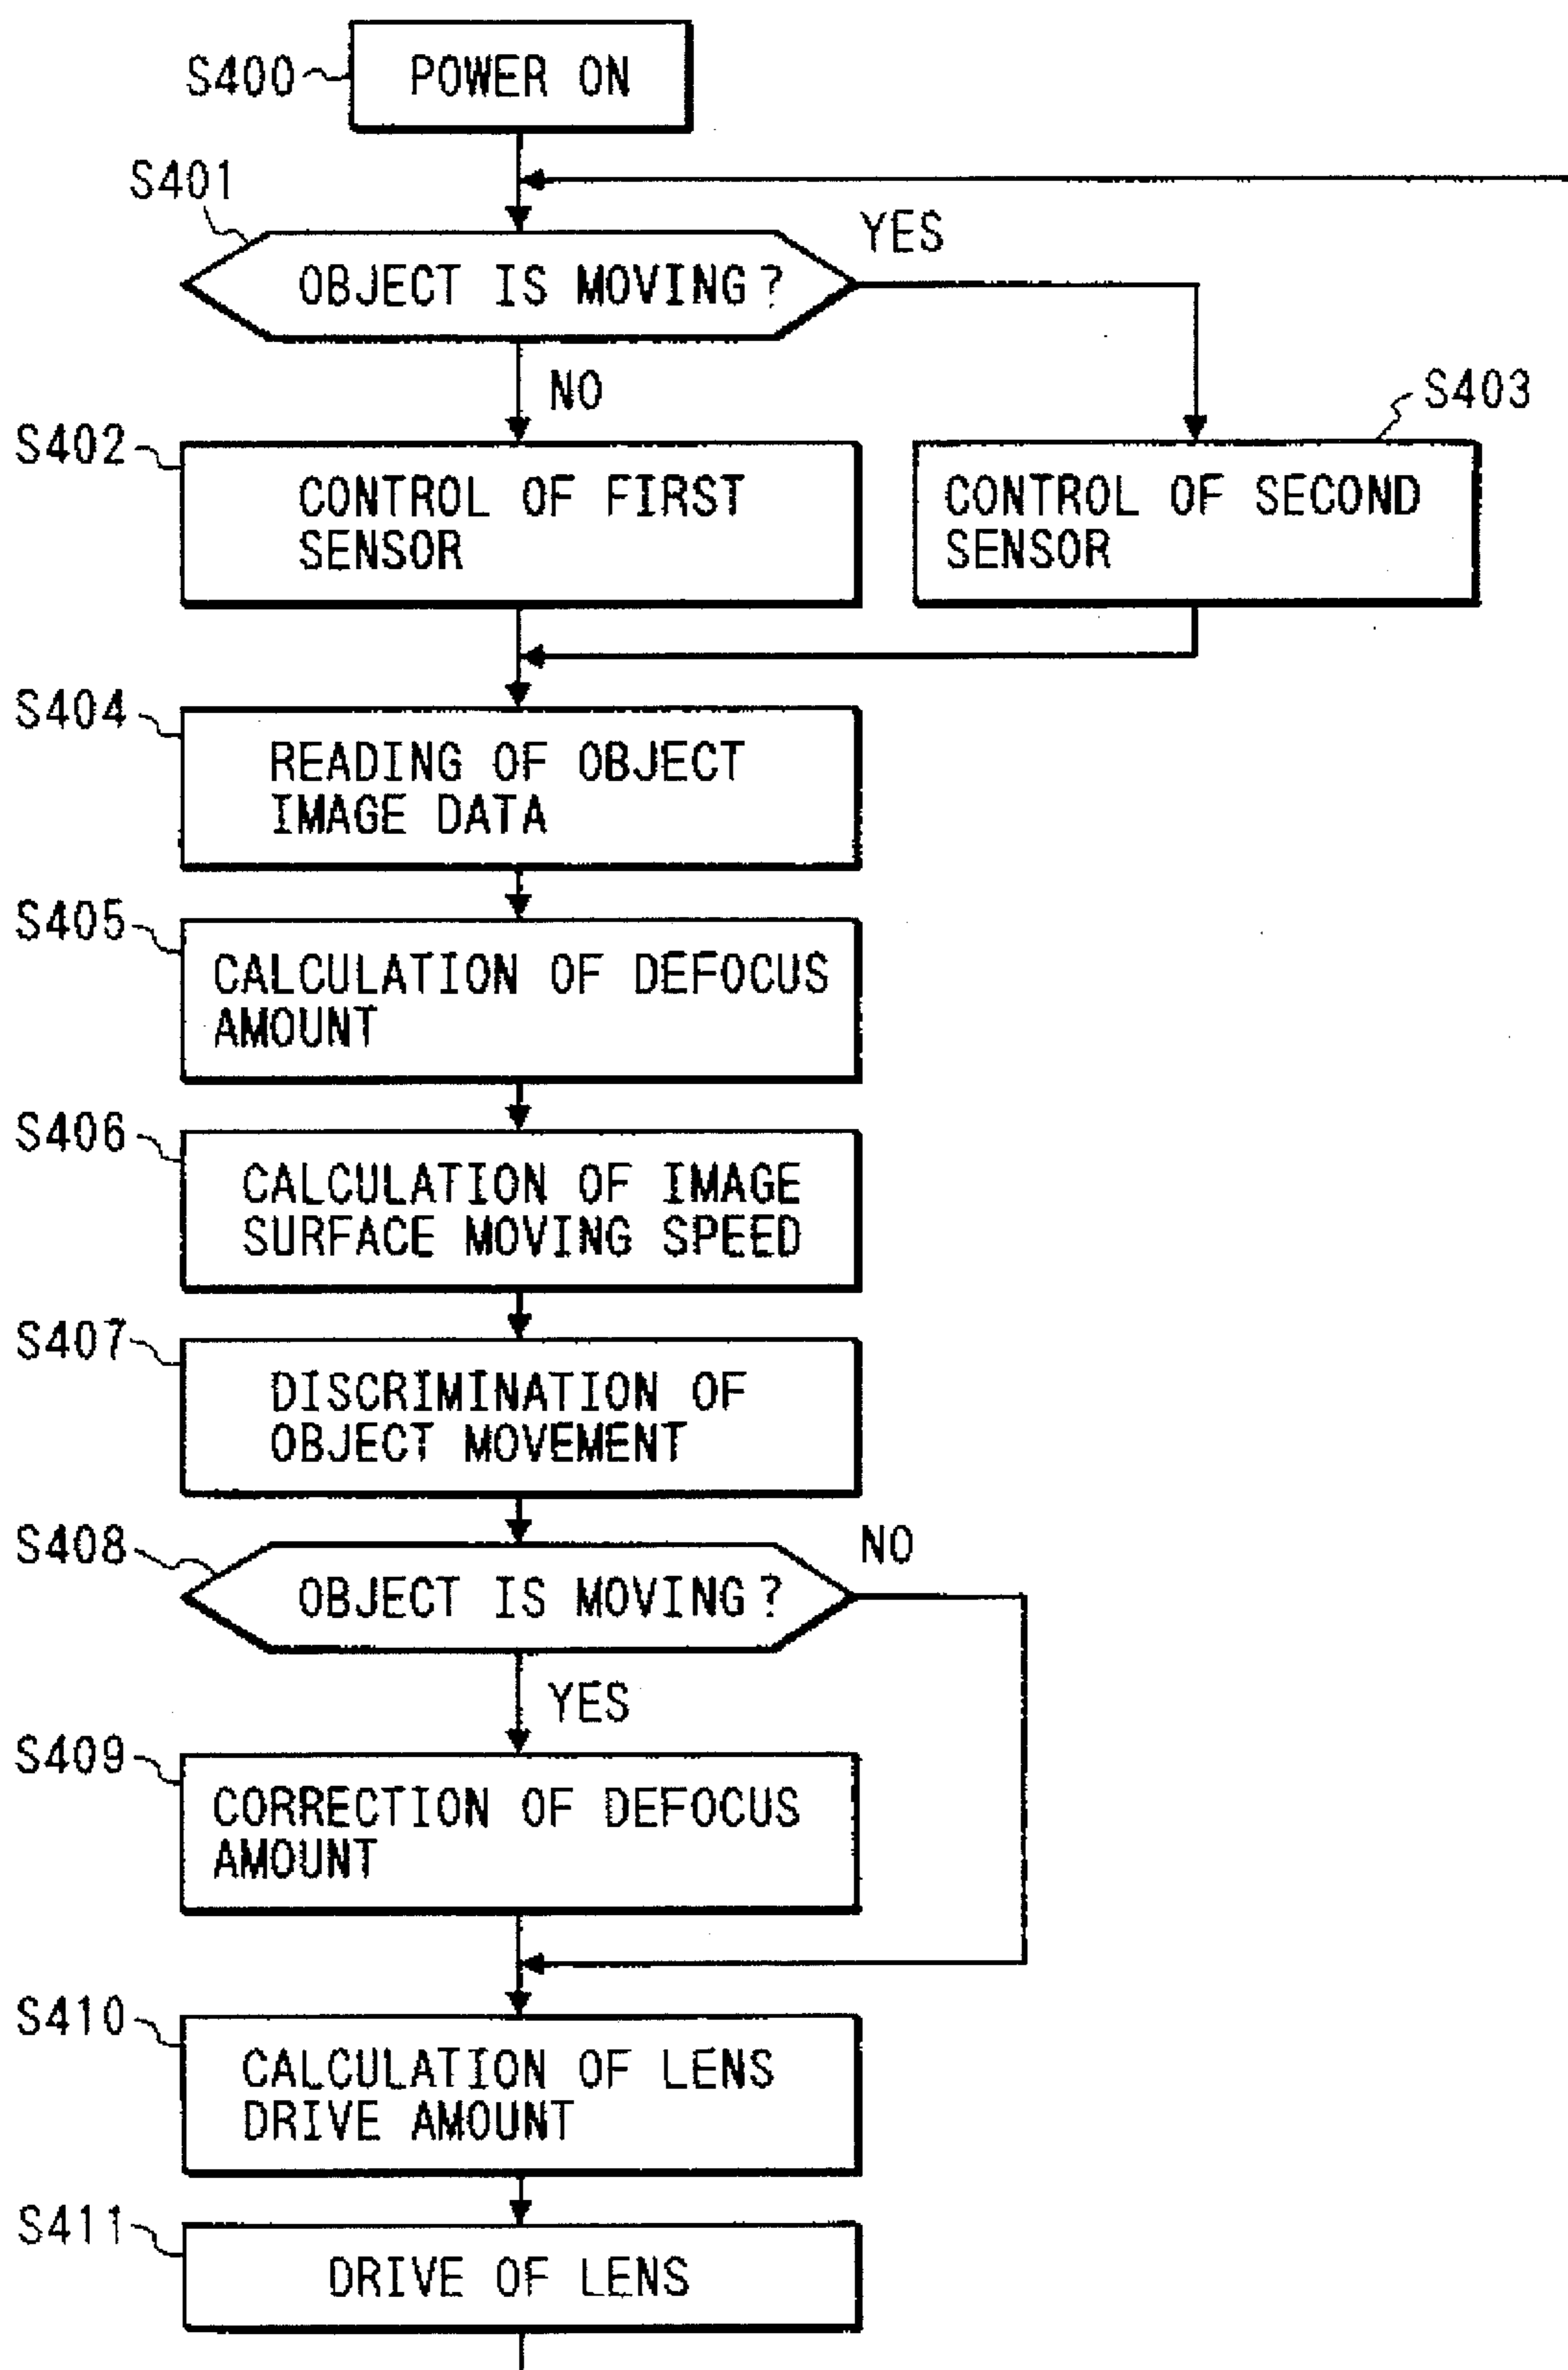 S400
POWER ON
S401
OBJECT IS MOVING?
YES
NO
S402
CONTROL OF FIRST
SENSOR
S403
CONTROL OF SECOND
SENSOR
S404
READING OF OBJECT
IMAGE DATA
S405
CALCULATION OF DEFOCUS
AMOUNT
S406
CALCULATION OF IMAGE
SURFACE MOVING SPEED
S407
DISCRIMINATION OF
OBJECT MOVEMENT
S408
OBJECT IS MOVING?
NO
YES
S409
CORRECTION OF DEFOCUS
AMOUNT
S410
CALCULATION OF LENS
DRIVE AMOUNT
S411
DRIVE OF LENS